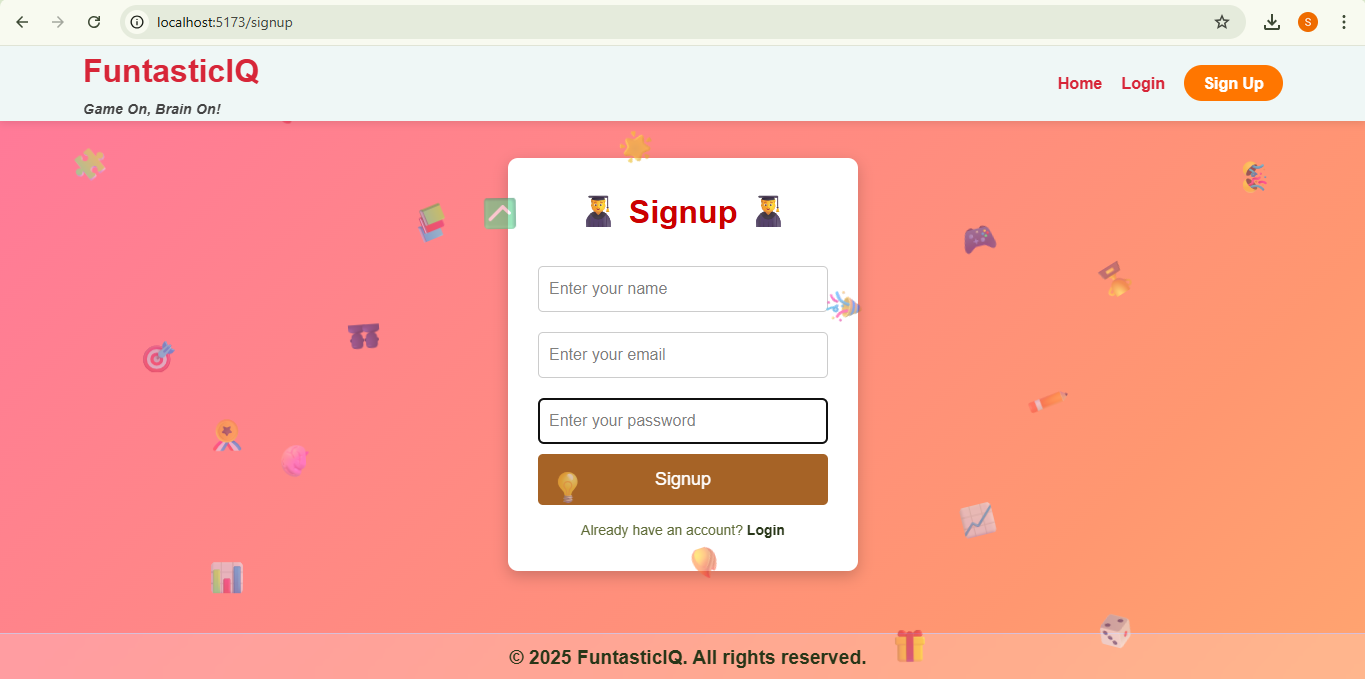 localhost:5173/signup
S
FuntasticIQ
Game On, Brain On!
Home Login Sign Up
Signup
Enter your name
Enter your email
Enter your password
Signup
Already have an account? Login
© 2025 FuntasticIQ. All rights reserved.